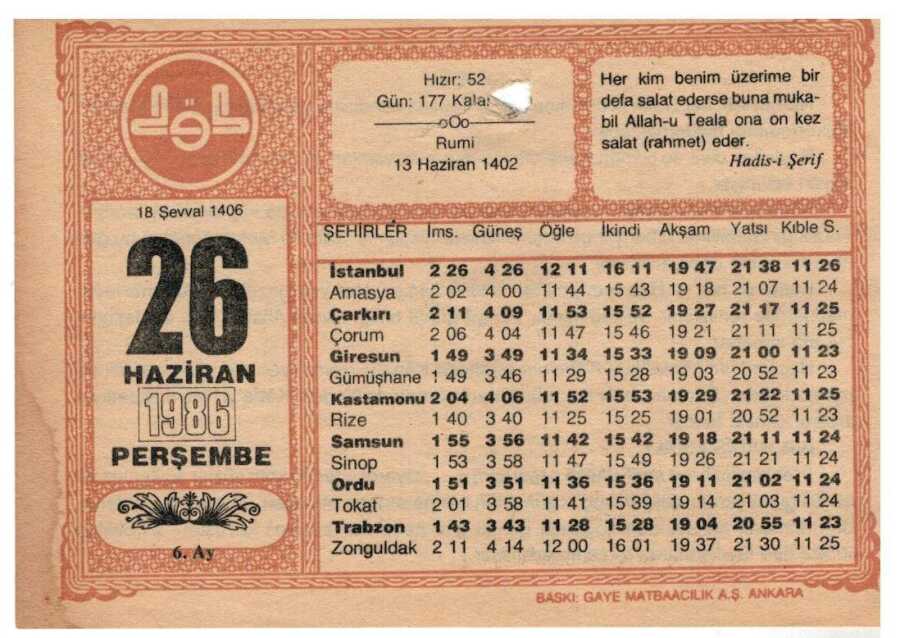 18 Şevval 1406
26
HAZİRAN
1986
PERŞEMBE
6. Ay
Hızır: 52
Gün: 177
oOo
Rumi
13 Haziran 1402
Her kim benim üzerime bir
defa salat ederse buna muka-
bil Allah-u Teala ona on kez
salat (rahmet) eder.
Hadis-i Şerif
ŞEHİRLER İms. Güneş Öğle İkindi Akşam Yatsı Kıble S.
İstanbul 2 26 4 26 12 11 16 11 19 47 21 38 11 26
Amasya 2 02 4 00 11 44 15 43 19 18 21 07 11 24
Çarkırı 2 11 4 09 11 53 15 52 19 27 21 17 11 25
Çorum 2 06 4 04 11 47 15 46 19 21 21 11 11 25
Giresun 1 49 3 49 11 34 15 33 19 09 21 00 11 23
Gümüşhane 1 49 3 46 11 29 15 28 19 03 20 52 11 23
Kastamonu 2 04 4 06 11 52 15 53 19 29 21 22 11 25
Rize 1 40 3 40 11 25 15 25 19 01 20 52 11 23
Samsun 1 55 3 56 11 42 15 42 19 18 21 11 11 24
Sinop 1 53 3 58 11 47 15 49 19 26 21 21 11 24
Ordu 1 51 3 51 11 36 15 36 19 11 21 02 11 24
Tokat 2 01 3 58 11 41 15 39 19 14 21 03 11 24
Trabzon 1 43 3 43 11 28 15 28 19 04 20 55 11 23
Zonguldak 2 11 4 14 12 00 16 01 19 37 21 30 11 25
BASKI: GAYE MATBAACILIK A.Ş. ANKARA